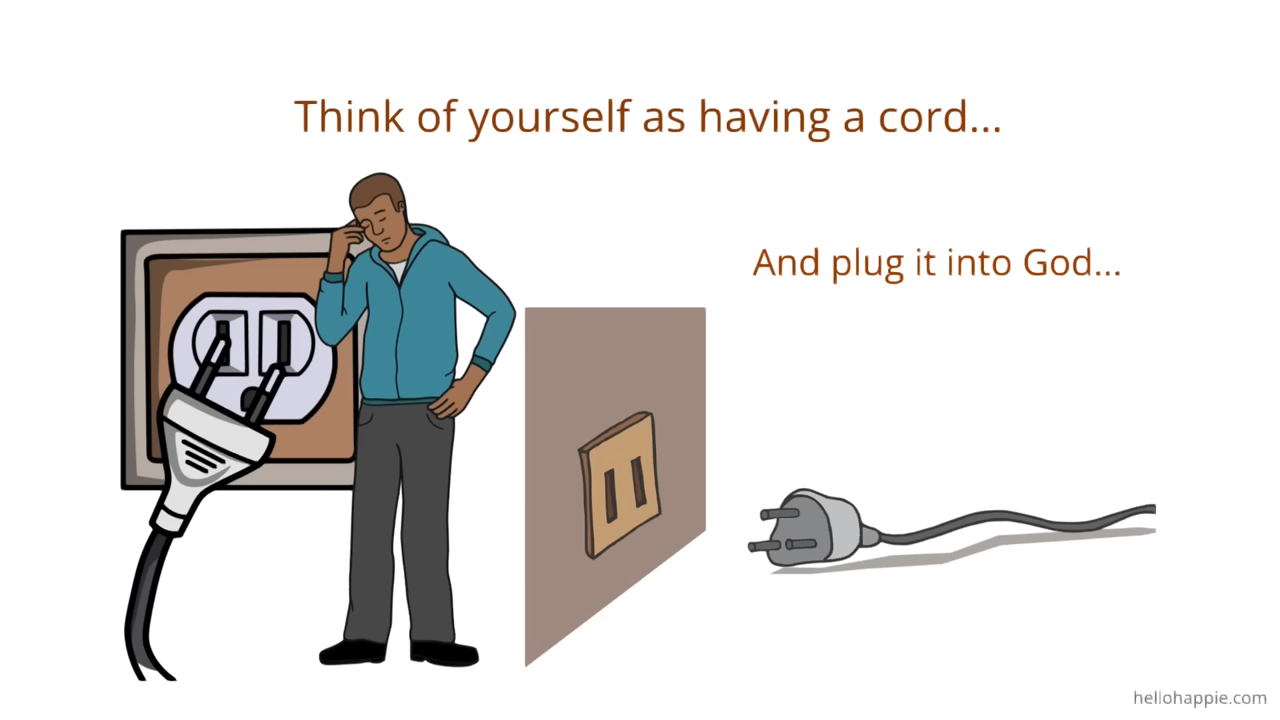 Think of yourself as having a cord...
And plug it into God...
hellohappie.com